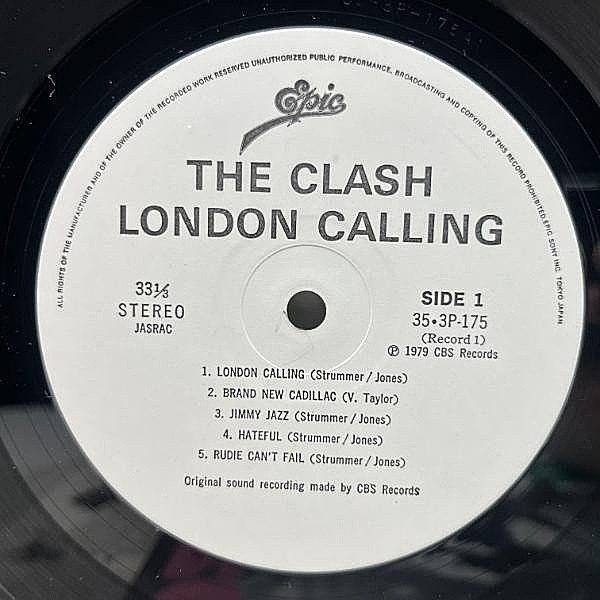 ALL RIGHTS OF THE MANUFACTURER AND OF THE OWNER OF THE RECORDED WORK RESERVED UNAUTHORIZED PUBLIC PERFORMANCE, BROADCASTING AND COPYING OF THIS RECORD PROHIBITED. EPIC SONY INC. TOKYO JAPAN
Epic
THE CLASH
LONDON CALLING
33⅓
STEREO
JASRAC
SIDE 1
35•3P-175
(Record 1)
℗ 1979 CBS Records
1. LONDON CALLING (Strummer/Jones)
2. BRAND NEW CADILLAC (V. Taylor)
3. JIMMY JAZZ (Strummer/Jones)
4. HATEFUL (Strummer/Jones)
5. RUDIE CAN'T FAIL (Strummer/Jones)
Original sound recording made by CBS Records